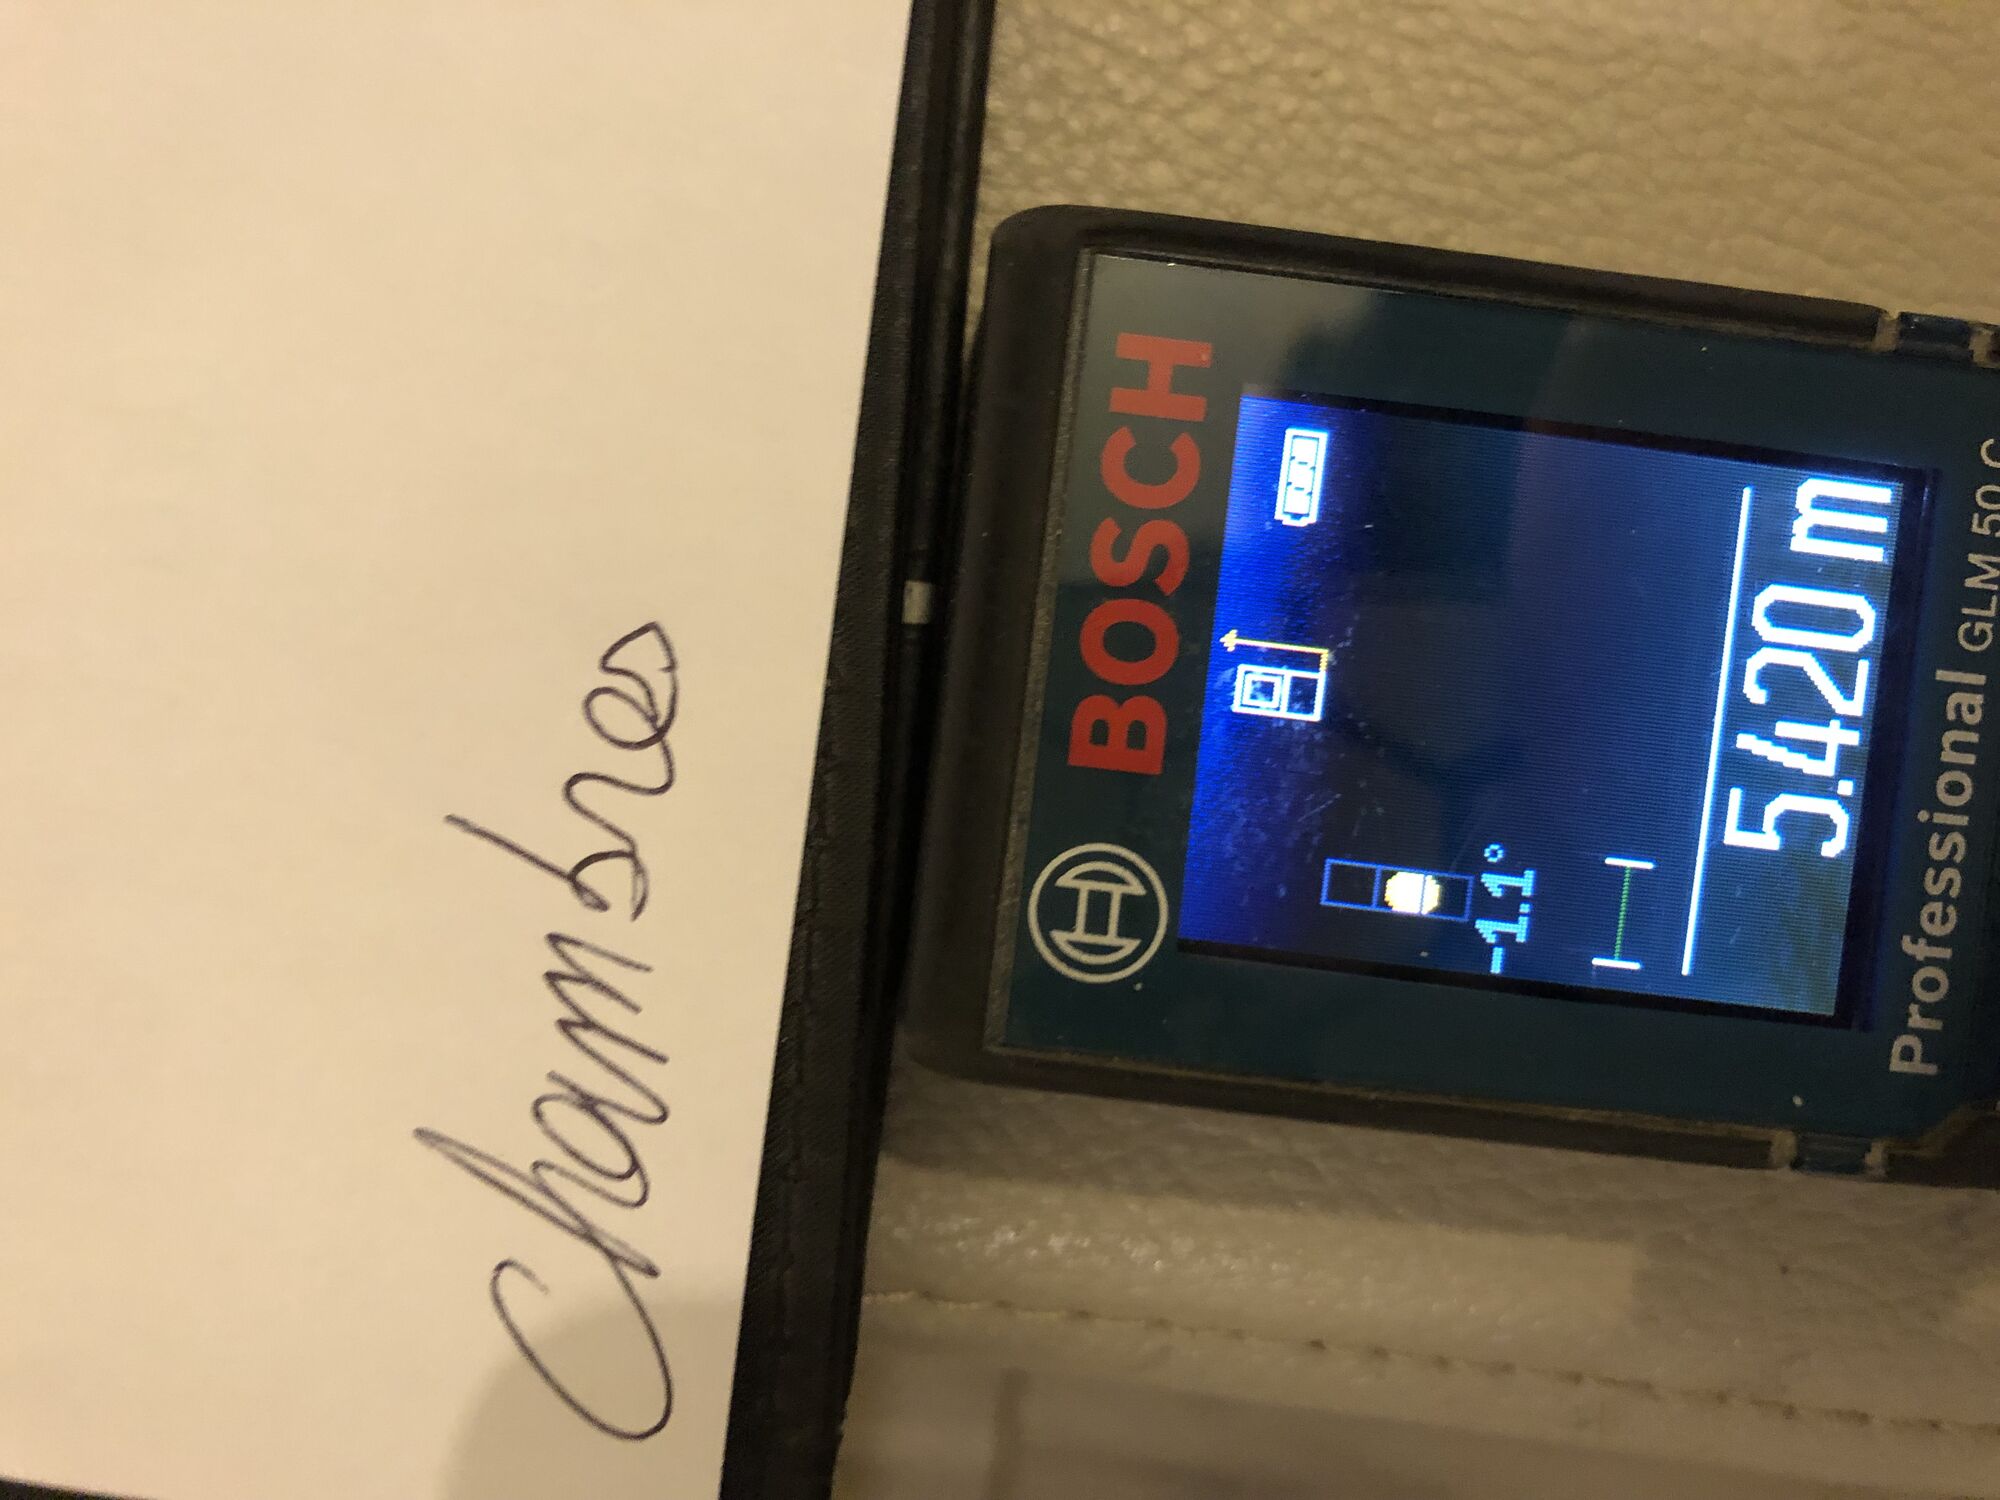 Chambres
BOSCH
-1.1°
5.420 m
Professional GLM 50 C